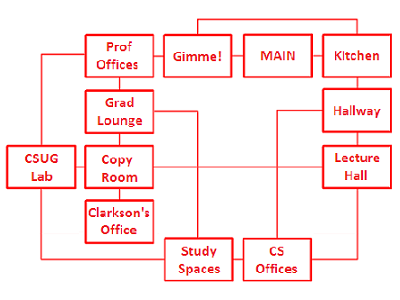 Prof
Offices
Gimme!
MAIN
Kitchen
Grad
Lounge
Hallway
CSUG
Lab
Copy
Room
Lecture
Hall
Clarkson's
Office
Study
Spaces
CS
Offices